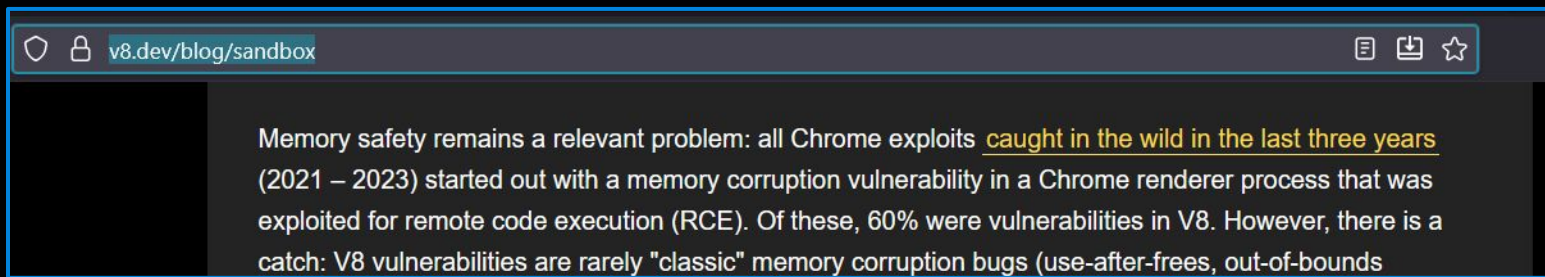 v8.dev/blog/sandbox
Memory safety remains a relevant problem: all Chrome exploits caught in the wild in the last three years
(2021 – 2023) started out with a memory corruption vulnerability in a Chrome renderer process that was
exploited for remote code execution (RCE). Of these, 60% were vulnerabilities in V8. However, there is a
catch: V8 vulnerabilities are rarely "classic" memory corruption bugs (use-after-frees, out-of-bounds